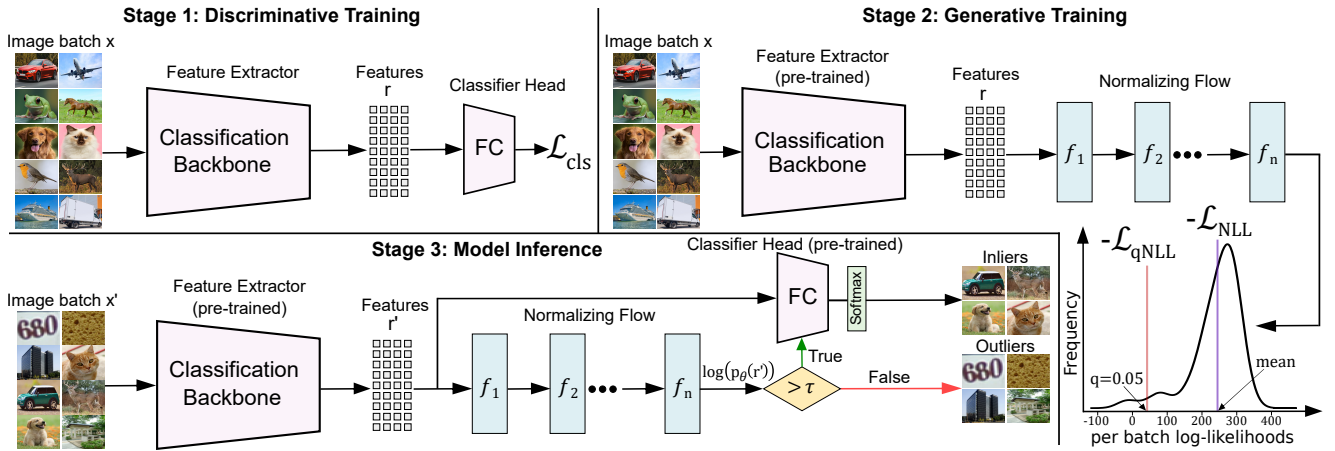 Stage 1: Discriminative Training
Image batch x
Feature Extractor
Classification
Backbone
Features
r
Classifier Head
FC
ℒcls
Stage 2: Generative Training
Image batch x
Feature Extractor
(pre-trained)
Classification
Backbone
Features
r
Normalizing Flow
f1
f2
•••
fn
Stage 3: Model Inference
Image batch x'
680
Feature Extractor
(pre-trained)
Classification
Backbone
Features
r'
Normalizing Flow
f1
f2
•••
fn
log(pθ(r'))
> τ
True
False
Classifier Head (pre-trained)
FC
Softmax
Inliers
Outliers
680
-ℒqNLL
-ℒNLL
Frequency
q=0.05
mean
-100 0 100 200 300 400
per batch log-likelihoods